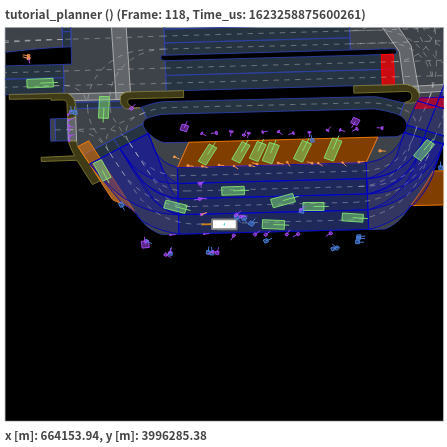 tutorial_planner () (Frame: 118, Time_us: 1623258875600261)
x [m]: 664153.94, y [m]: 3996285.38